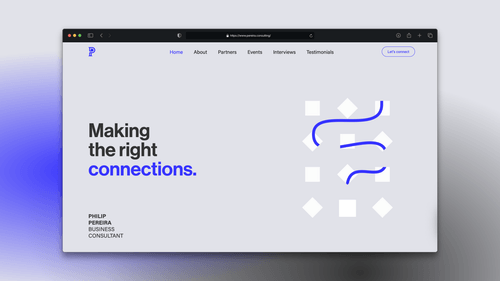 https://www.pereira.consulting/
P
Home About Partners Events Interviews Testimonials Let's connect
Making
the right
connections.
PHILIP
PEREIRA
BUSINESS
CONSULTANT